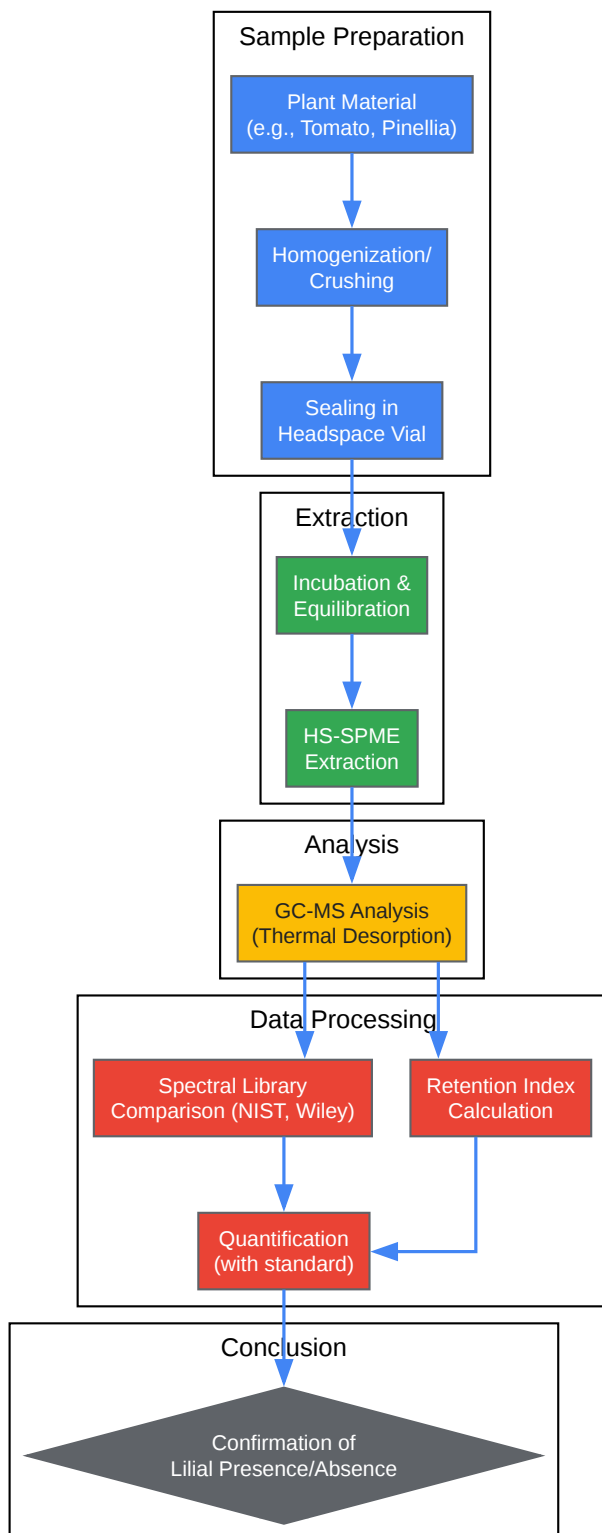 Sample Preparation
Plant Material
(e.g., Tomato, Pinellia)
Homogenization/
Crushing
Sealing in
Headspace Vial
Extraction
Incubation &
Equilibration
HS-SPME
Extraction
Analysis
GC-MS Analysis
(Thermal Desorption)
Data Processing
Spectral Library
Comparison (NIST, Wiley)
Retention Index
Calculation
Quantification
(with standard)
Conclusion
Confirmation of
Lilial Presence/Absence